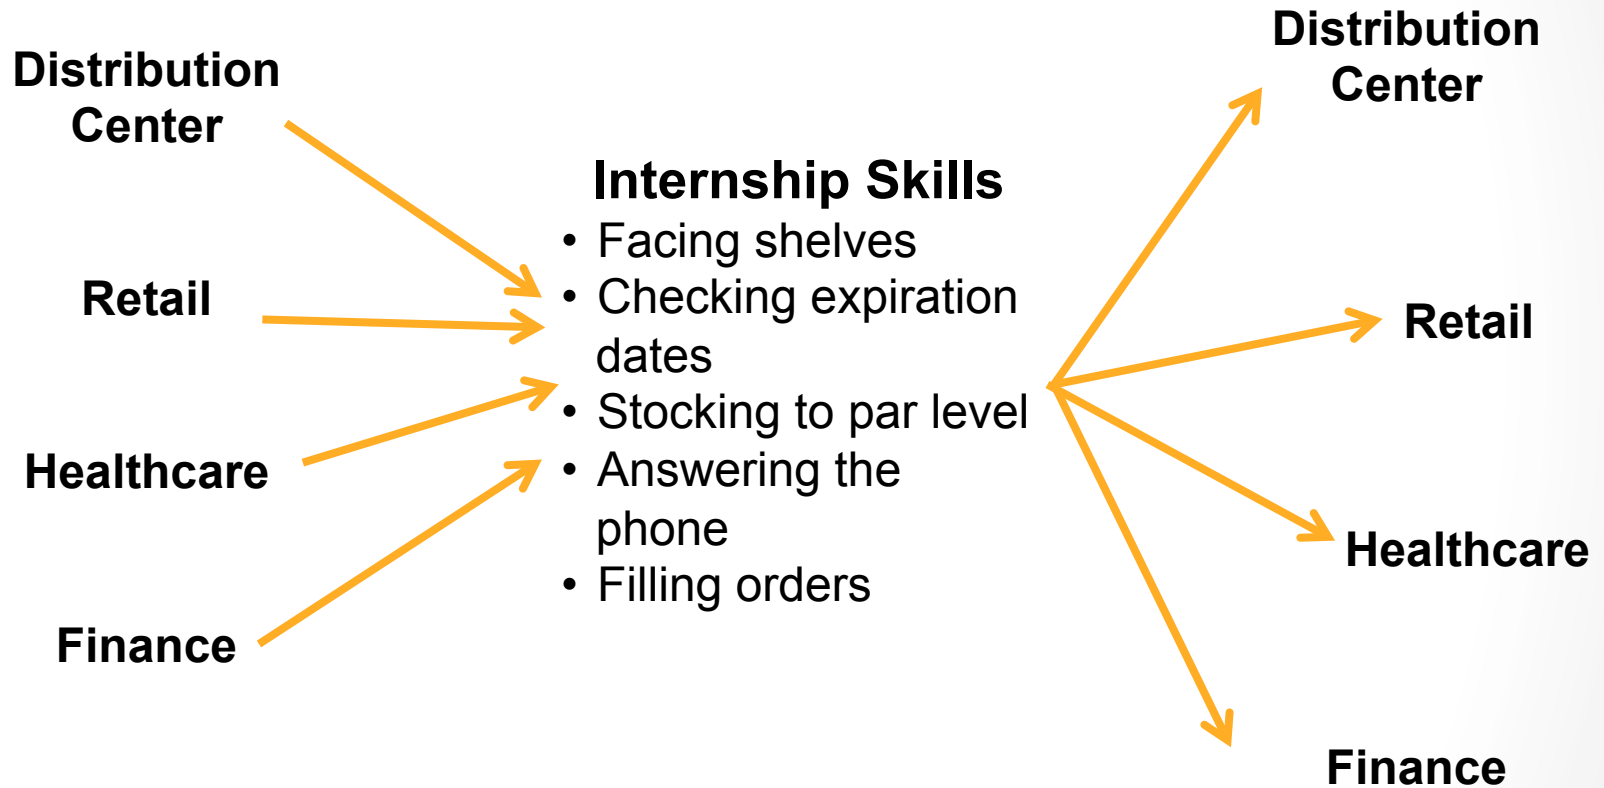 Distribution
Center
Retail
Healthcare
Finance
Internship Skills
• Facing shelves
• Checking expiration
dates
• Stocking to par level
• Answering the
phone
• Filling orders
Distribution
Center
Retail
Healthcare
Finance